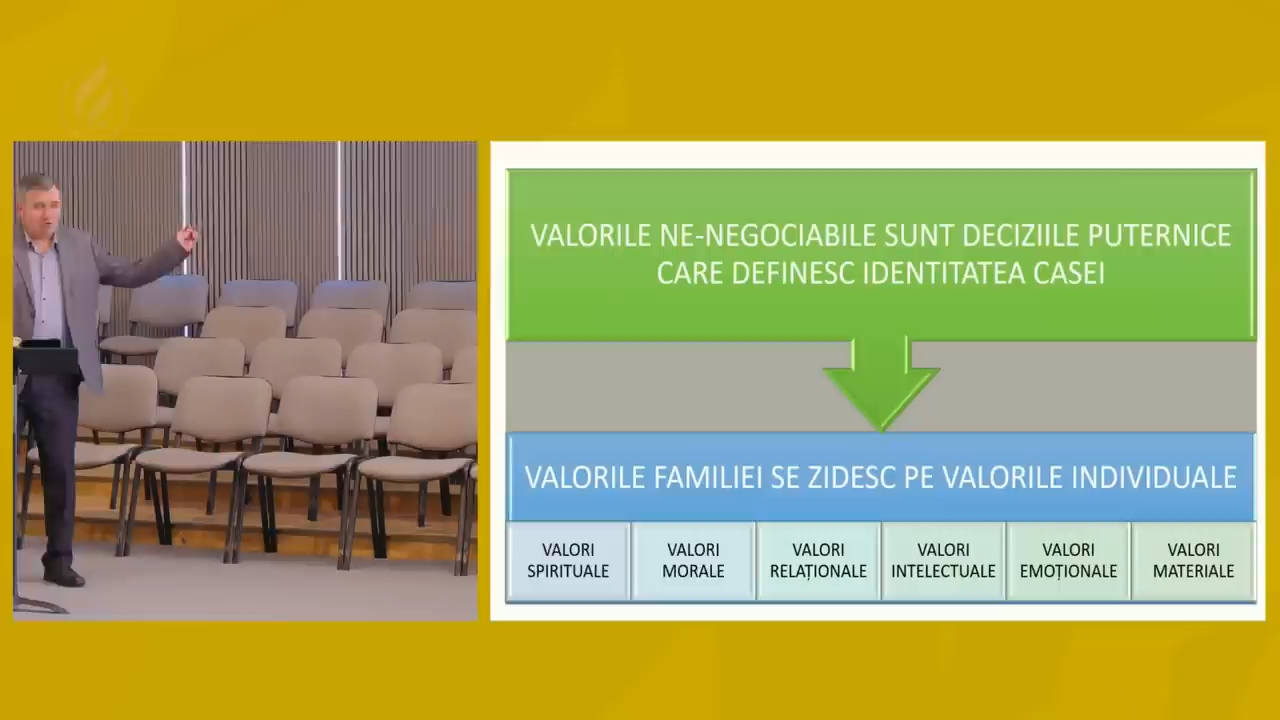 VALORILE NE-NEGOCIABILE SUNT DECIZIILE PUTERNICE
CARE DEFINESC IDENTITATEA CASEI
VALORILE FAMILIEI SE ZIDESC PE VALORILE INDIVIDUALE
VALORI
SPIRITUALE
VALORI
MORALE
VALORI
RELAȚIONALE
VALORI
INTELECTUALE
VALORI
EMOȚIONALE
VALORI
MATERIALE